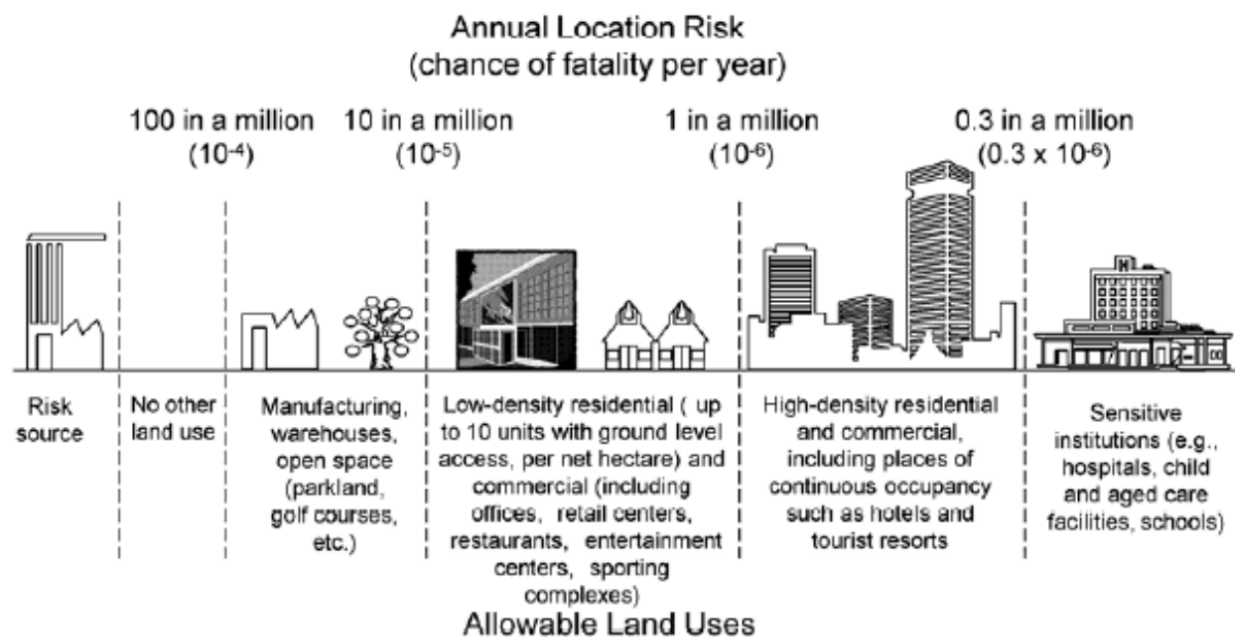 Annual Location Risk
(chance of fatality per year)
100 in a million
(10⁻⁴)
10 in a million
(10⁻⁵)
1 in a million
(10⁻⁶)
0.3 in a million
(0.3 x 10⁻⁶)
H
Risk
source
No other
land use
Manufacturing,
warehouses,
open space
(parkland,
golf courses,
etc.)
Low-density residential ( up
to 10 units with ground level
access, per net hectare) and
commercial (including
offices, retail centers,
restaurants, entertainment
centers, sporting
complexes)
High-density residential
and commercial,
including places of
continuous occupancy
such as hotels and
tourist resorts
Sensitive
institutions (e.g.,
hospitals, child
and aged care
facilities, schools)
Allowable Land Uses